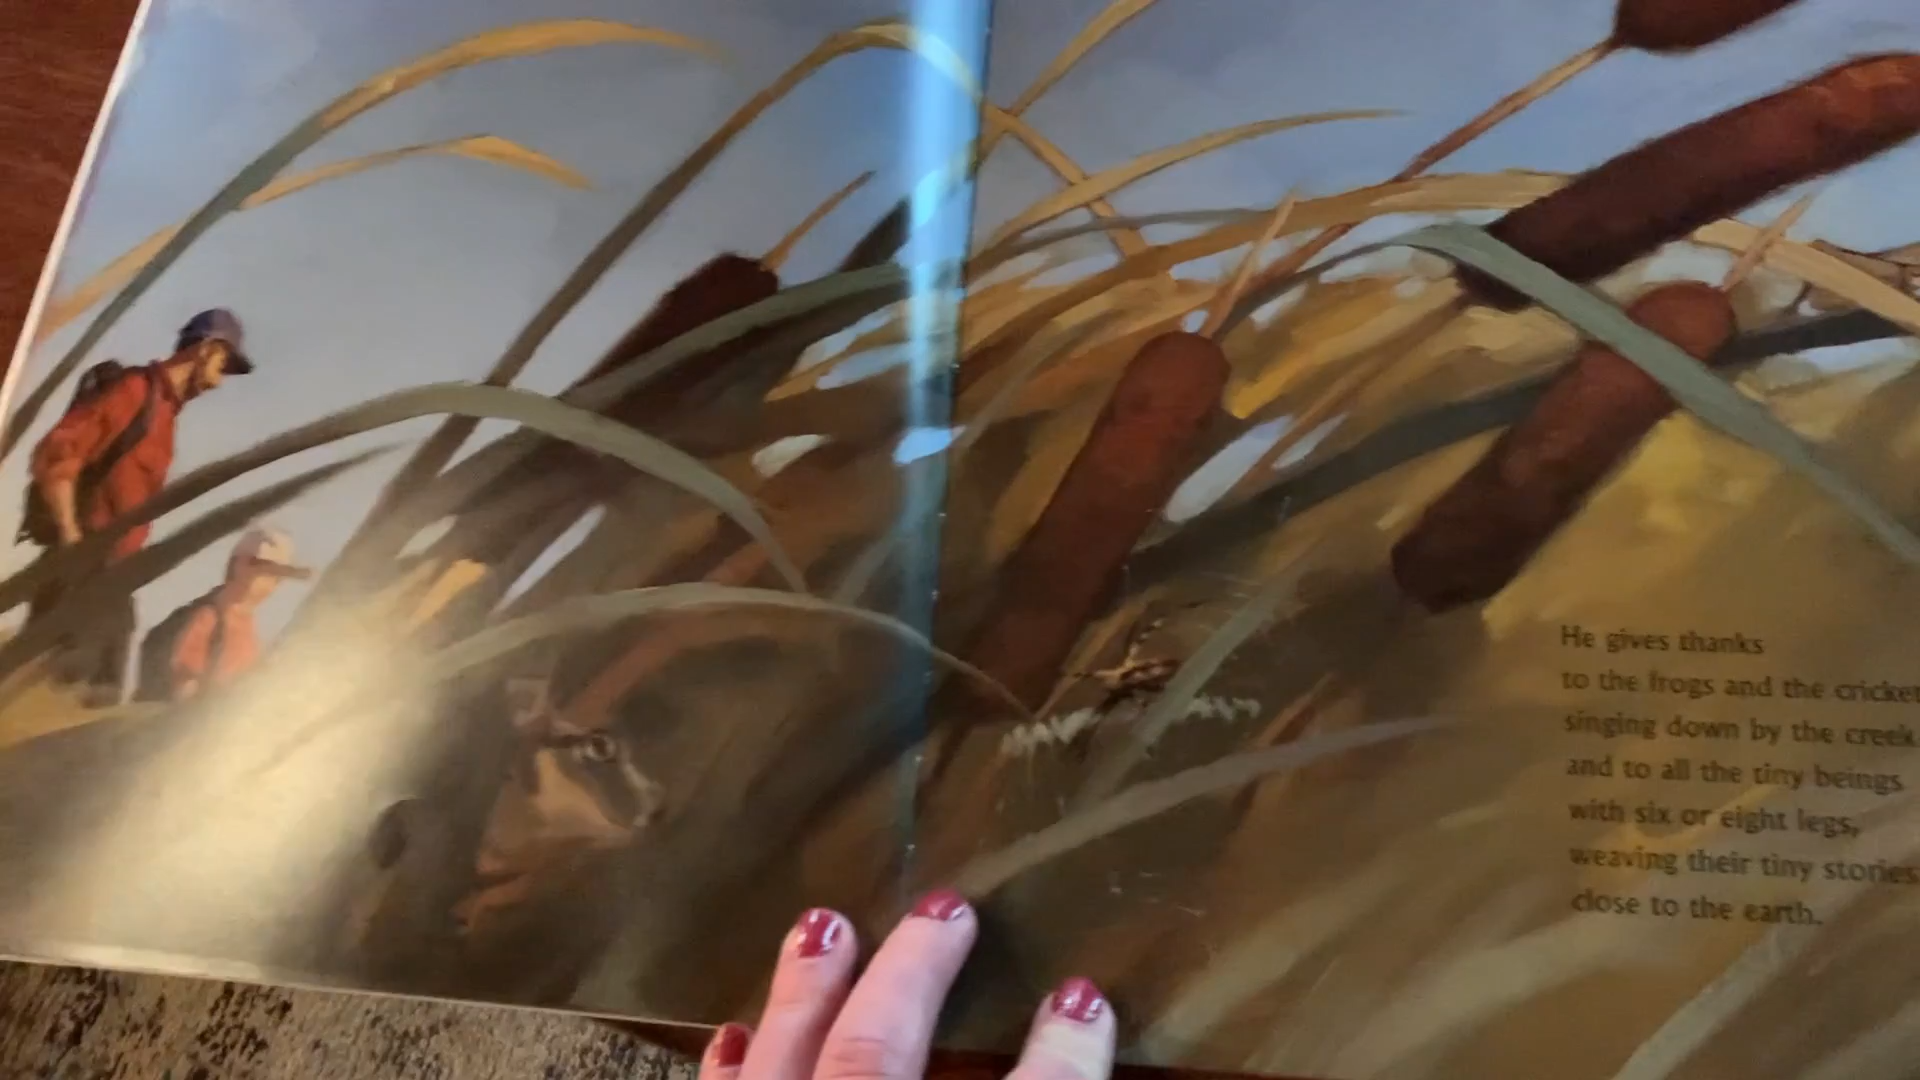 He gives thanks
to the frogs and the cricket
singing down by the creek,
and to all the tiny beings
with six or eight legs,
weaving their tiny stories
close to the earth.